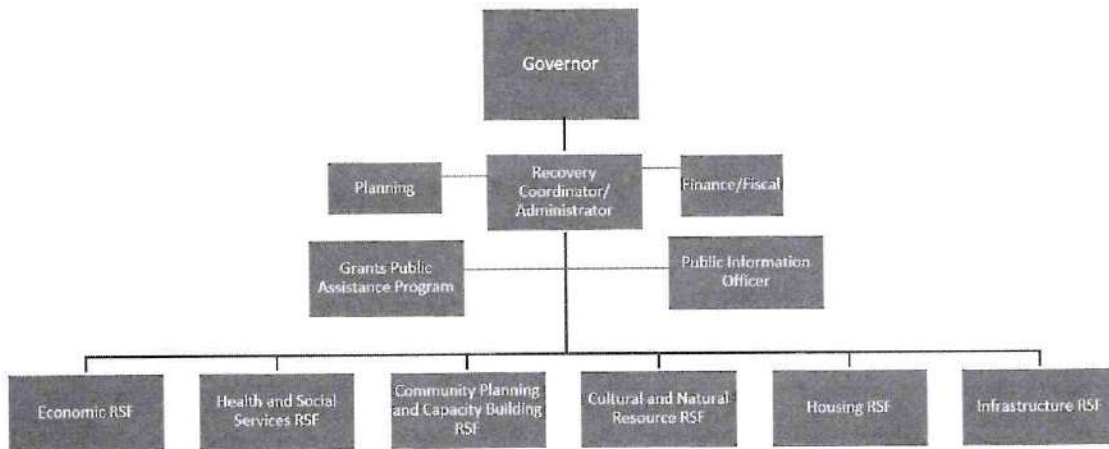 Governor
Planning
Recovery
Coordinator/
Administrator
Finance/Fiscal
Grants Public
Assistance Program
Public Information
Officer
Economic RSF
Health and Social
Services RSF
Community Planning
and Capacity Building
RSF
Cultural and Natural
Resource RSF
Housing RSF
Infrastructure RSF